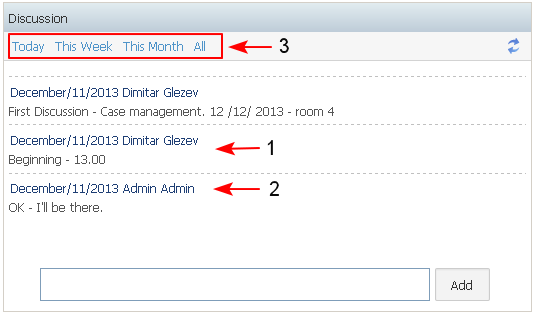 Discussion
Today This Week This Month All 3
December/11/2013 Dimitar Glezev
First Discussion - Case management. 12 /12/ 2013 - room 4
December/11/2013 Dimitar Glezev 1
Beginning - 13.00
December/11/2013 Admin Admin 2
OK - I'll be there.
Add